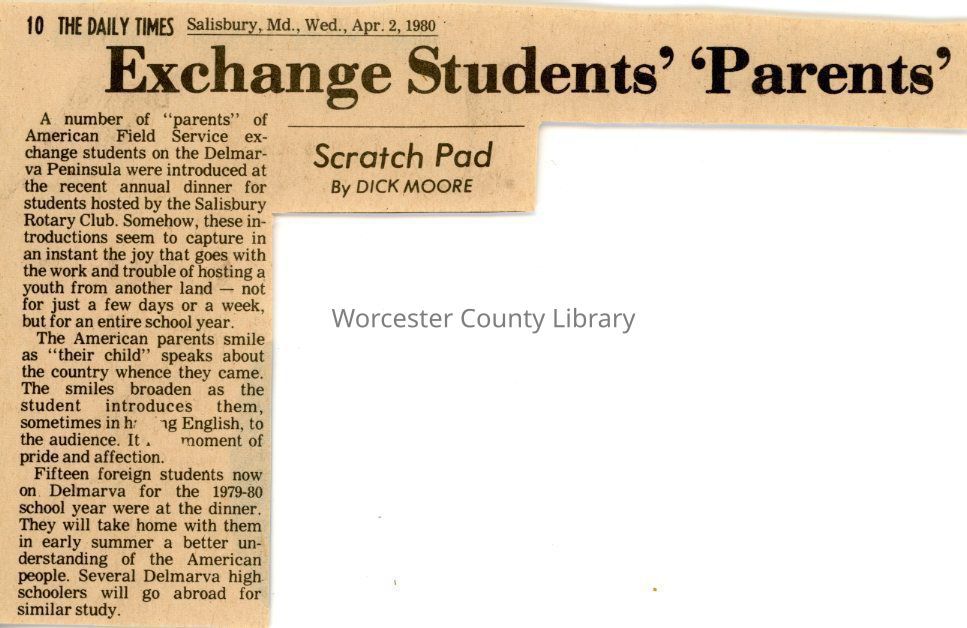 10 THE DAILY TIMES Salisbury, Md., Wed., Apr. 2, 1980
Exchange Students' 'Parents'
Scratch Pad
By DICK MOORE
A number of "parents" of
American Field Service ex-
change students on the Delmar-
va Peninsula were introduced at
the recent annual dinner for
students hosted by the Salisbury
Rotary Club. Somehow, these in-
troductions seem to capture in
an instant the joy that goes with
the work and trouble of hosting a
youth from another land — not
for just a few days or a week,
but for an entire school year.
The American parents smile
as "their child" speaks about
the country whence they came.
The smiles broaden as the
student introduces them,
sometimes in English, to
the audience. It moment of
pride and affection.
Fifteen foreign students now
on Delmarva for the 1979-80
school year were at the dinner.
They will take home with them
in early summer a better un-
derstanding of the American
people. Several Delmarva high
schoolers will go abroad for
similar study.
Worcester County Library